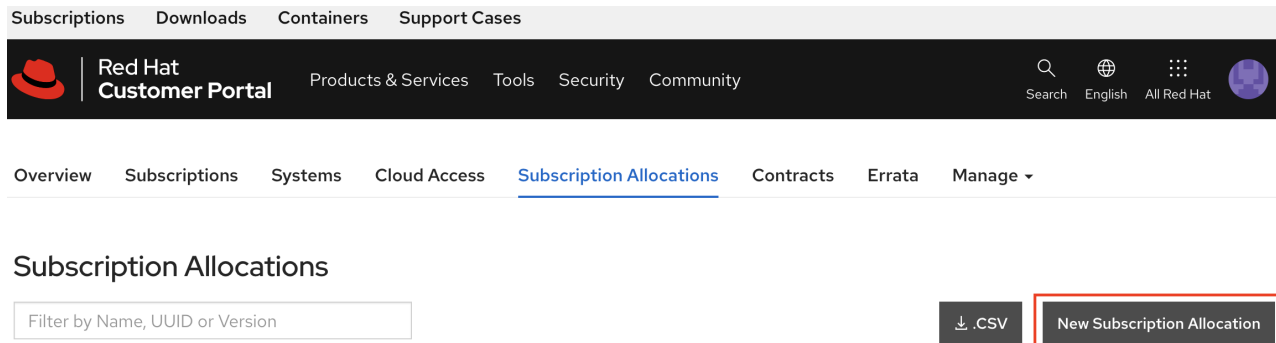 Subscriptions Downloads Containers Support Cases
Red Hat
Customer Portal
Products & Services Tools Security Community
Search English All Red Hat
Overview Subscriptions Systems Cloud Access Subscription Allocations Contracts Errata Manage
Subscription Allocations
Filter by Name, UUID or Version
.CSV
New Subscription Allocation